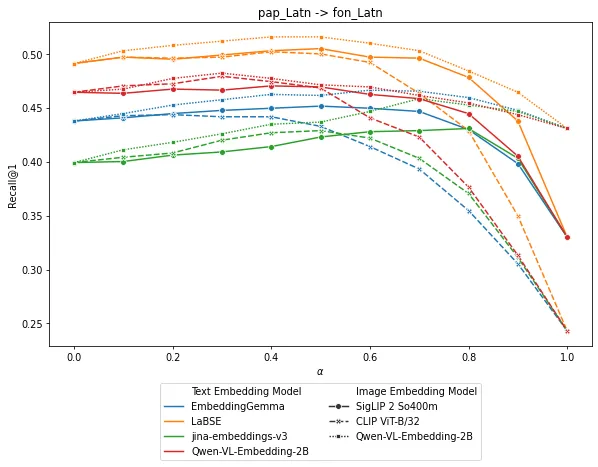 pap_Latn -> fon_Latn
Recall@1
0.50
0.45
0.40
0.35
0.30
0.25
0.0 0.2 0.4 0.6 0.8 1.0
α
Text Embedding Model
EmbeddingGemma
LaBSE
jina-embeddings-v3
Qwen-VL-Embedding-2B
Image Embedding Model
SigLIP 2 So400m
CLIP ViT-B/32
Qwen-VL-Embedding-2B